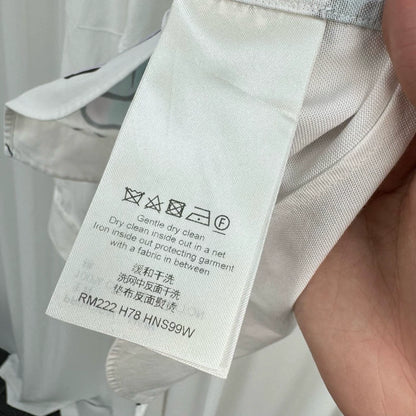 Gentle dry clean
Dry clean inside out in a net
Iron inside out protecting garment
with a fabric in between
缓和干洗
洗网中反面干洗
垫布反面熨烫
RM222 H78 HNS99W